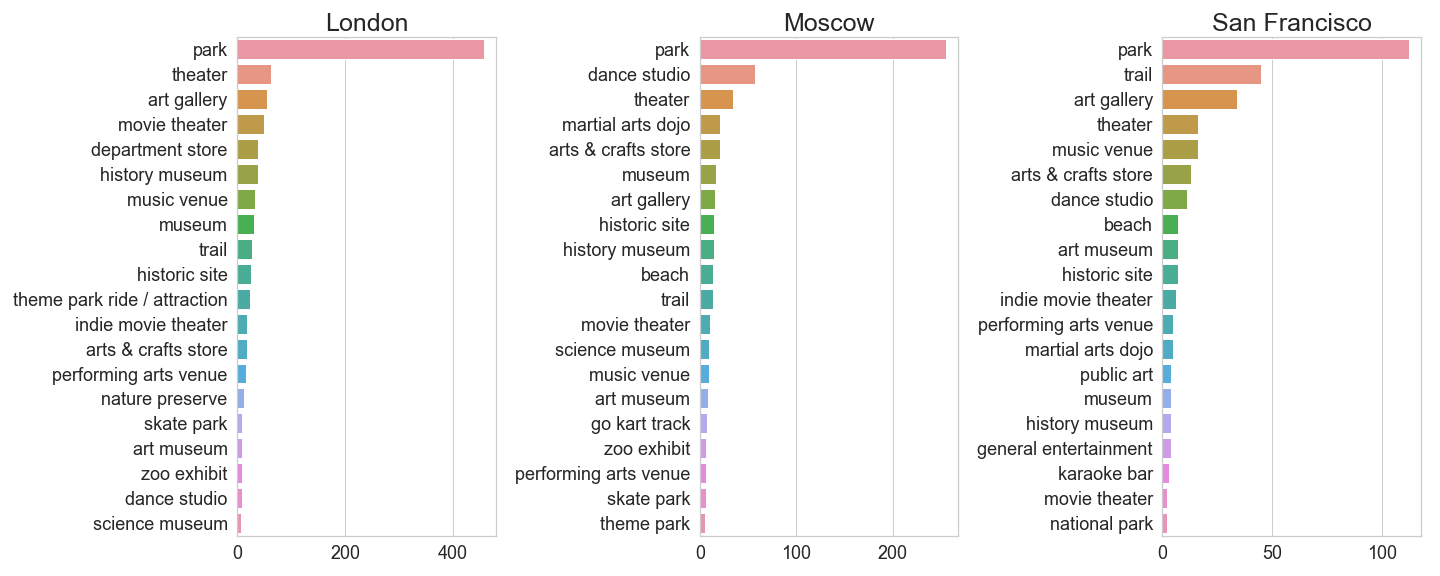 London
park
theater
art gallery
movie theater
department store
history museum
music venue
museum
trail
historic site
theme park ride / attraction
indie movie theater
arts & crafts store
performing arts venue
nature preserve
skate park
art museum
zoo exhibit
dance studio
science museum
0 200 400
Moscow
park
dance studio
theater
martial arts dojo
arts & crafts store
museum
art gallery
historic site
history museum
beach
trail
movie theater
science museum
music venue
art museum
go kart track
zoo exhibit
performing arts venue
skate park
theme park
0 100 200
San Francisco
park
trail
art gallery
theater
music venue
arts & crafts store
dance studio
beach
art museum
historic site
indie movie theater
performing arts venue
martial arts dojo
public art
museum
history museum
general entertainment
karaoke bar
movie theater
national park
0 50 100